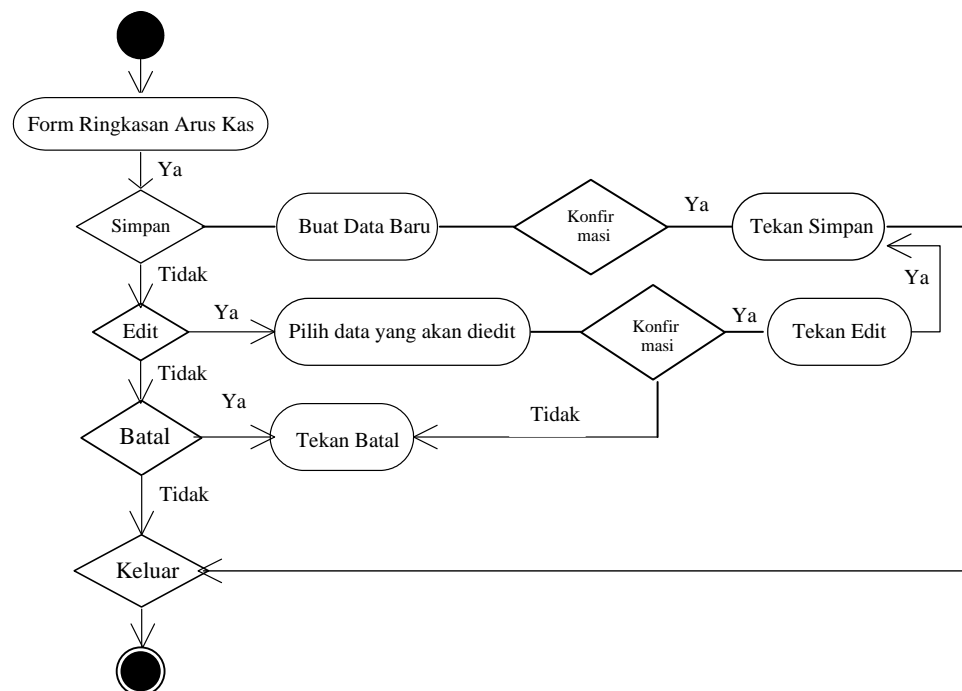 Form Ringkasan Arus Kas
Ya
Simpan
Buat Data Baru
Konfir
masi
Ya
Tekan Simpan
Tidak
Ya
Edit
Ya
Pilih data yang akan diedit
Konfir
masi
Ya
Tekan Edit
Tidak
Batal
Ya
Tekan Batal
Tidak
Tidak
Keluar